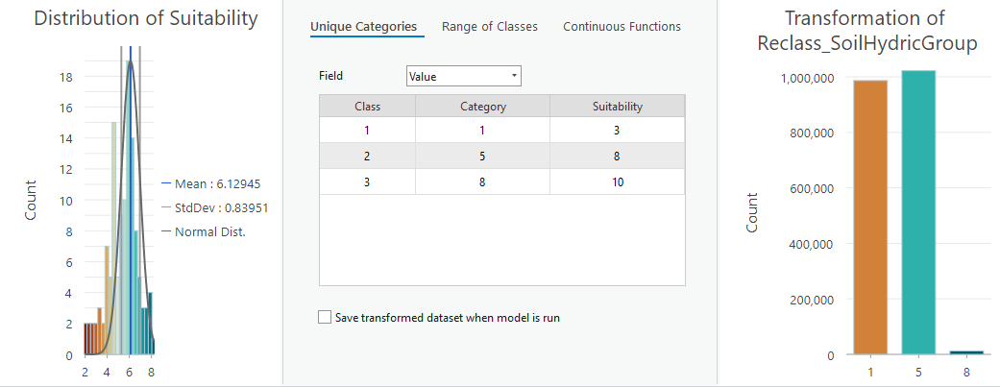 Distribution of Suitability
18
16
14
12
10
8
6
4
2
0
Count
2 4 6 8
Mean : 6.12945
StdDev : 0.83951
Normal Dist.
Unique Categories Range of Classes Continuous Functions
Field Value
Class Category Suitability
1 1 3
2 5 8
3 8 10
Save transformed dataset when model is run
Transformation of
Reclass_SoilHydricGroup
1,000,000
800,000
600,000
400,000
200,000
0
Count
1 5 8